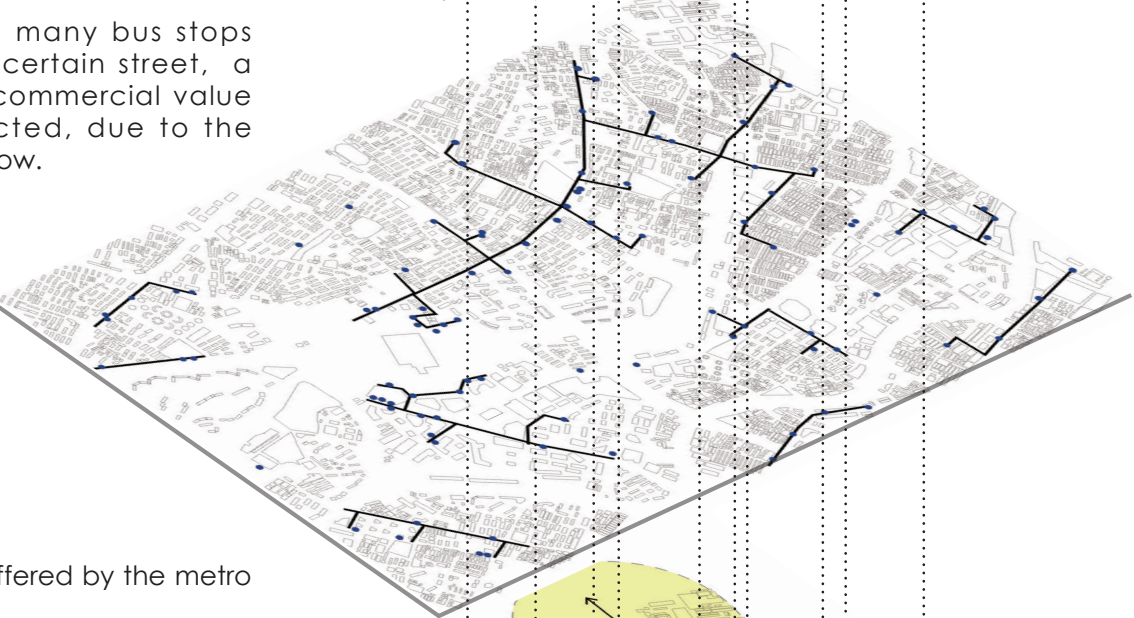 many bus stops
certain street, a
commercial value
cted, due to the
ow.
ffered by the metro